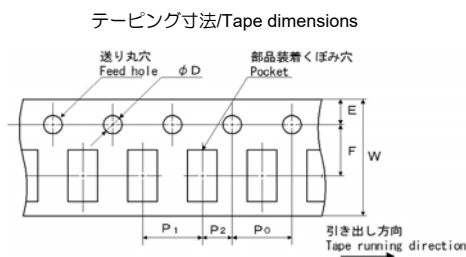 テーピング寸法/Tape dimensions
送り丸穴
Feed hole
φD
部品装着くぼみ穴
Pocket
E
F
W
P1
P2
P0
引き出し方向
Tape running direction